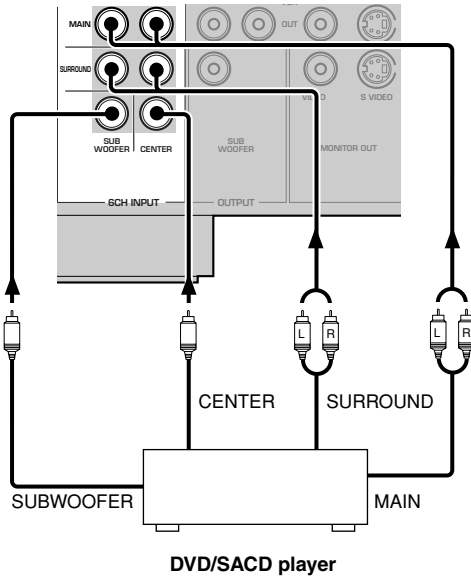 MAIN
OUT
SURROUND
VIDEO
S VIDEO
SUB
WOOFER
CENTER
SUB
WOOFER
MONITOR OUT
6CH INPUT
OUTPUT
L
R
L
R
CENTER
SURROUND
SUBWOOFER
MAIN
DVD/SACD player